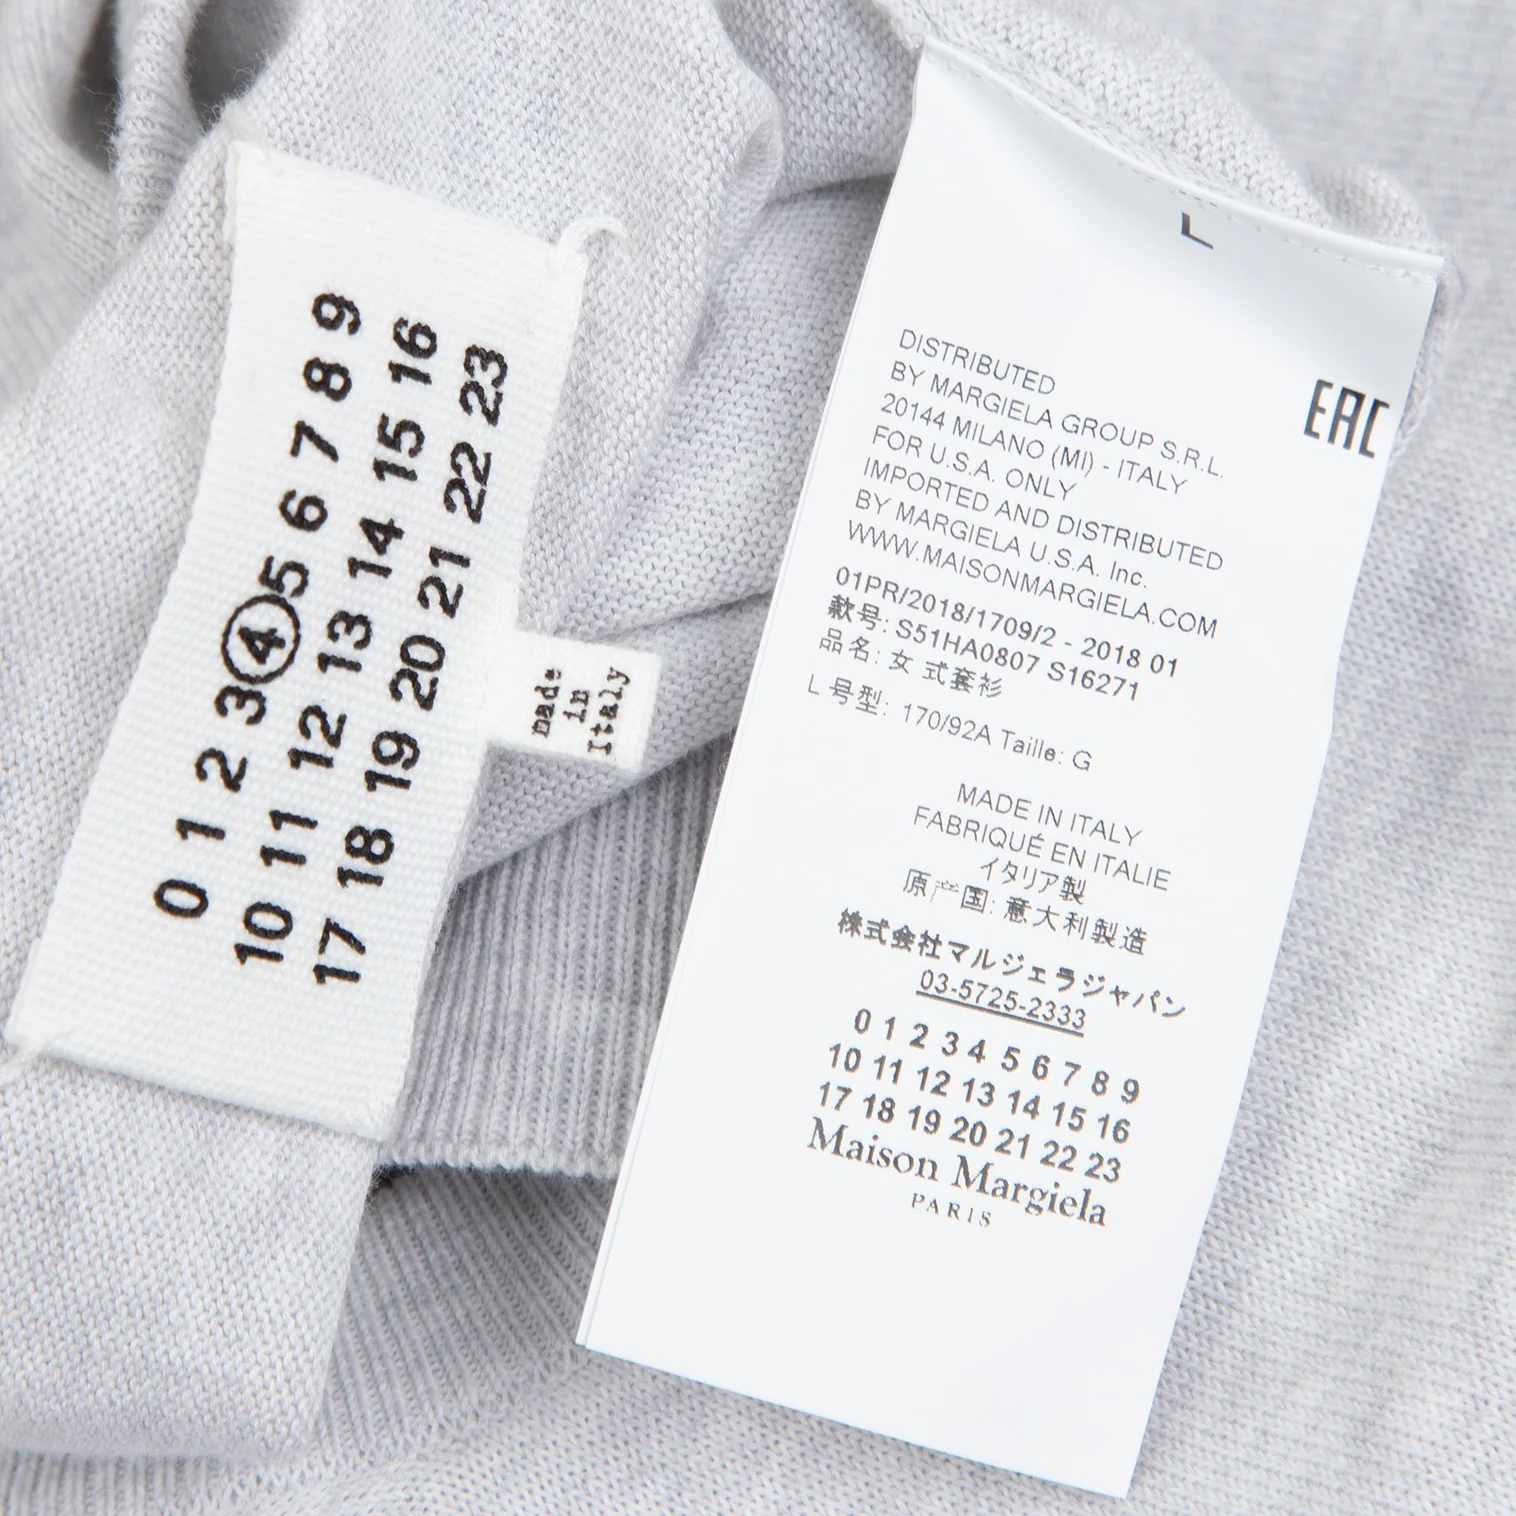 0 1 2 3 4 5 6 7 8 9
10 11 12 13 14 15 16
17 18 19 20 21 22 23
made
in
Italy
L
EAC
DISTRIBUTED
BY MARGIELA GROUP S.R.L.
20144 MILANO (MI) - ITALY
FOR U.S.A. ONLY
IMPORTED AND DISTRIBUTED
BY MARGIELA U.S.A. Inc.
WWW.MAISONMARGIELA.COM
01PR/2018/1709/2 - 2018 01
款号: S51HA0807 S16271
品名: 女 式套衫
L 号型: 170/92A Taille: G
MADE IN ITALY
FABRIQUÉ EN ITALIE
イタリア製
原产国: 意大利製造
株式会社マルジェラジャパン
03-5725-2333
0 1 2 3 4 5 6 7 8 9
10 11 12 13 14 15 16
17 18 19 20 21 22 23
Maison Margiela
PARIS